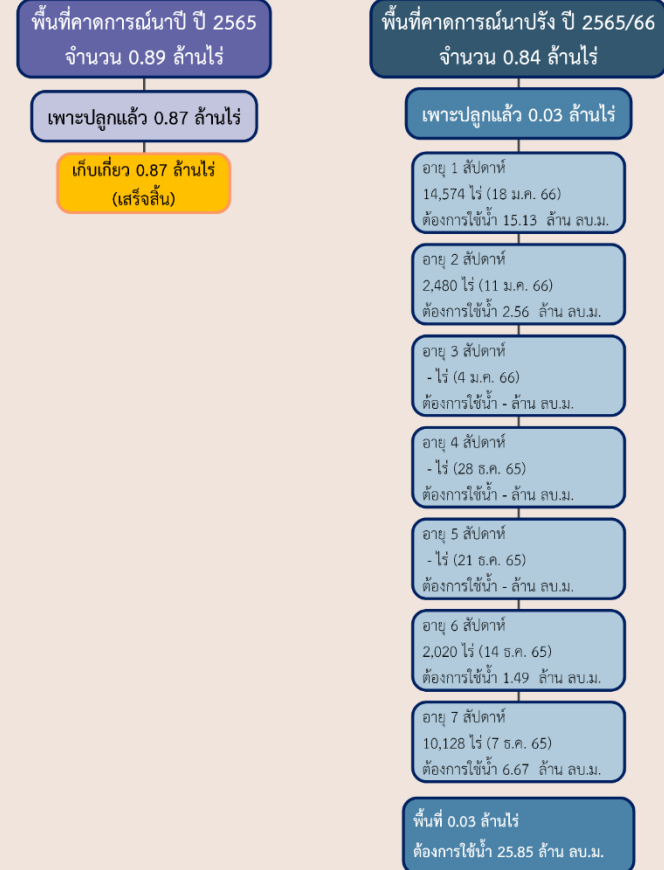 พื้นที่คาดการณ์นาปี ปี 2565
จำนวน 0.89 ล้านไร่
เพาะปลูกแล้ว 0.87 ล้านไร่
เก็บเกี่ยว 0.87 ล้านไร่
(เสร็จสิ้น)
พื้นที่คาดการณ์นาปรัง ปี 2565/66
จำนวน 0.84 ล้านไร่
เพาะปลูกแล้ว 0.03 ล้านไร่
อายุ 1 สัปดาห์
14,574 ไร่ (18 ม.ค. 66)
ต้องการใช้น้ำ 15.13 ล้าน ลบ.ม.
อายุ 2 สัปดาห์
2,480 ไร่ (11 ม.ค. 66)
ต้องการใช้น้ำ 2.56 ล้าน ลบ.ม.
อายุ 3 สัปดาห์
- ไร่ (4 ม.ค. 66)
ต้องการใช้น้ำ - ล้าน ลบ.ม.
อายุ 4 สัปดาห์
- ไร่ (28 ธ.ค. 65)
ต้องการใช้น้ำ - ล้าน ลบ.ม.
อายุ 5 สัปดาห์
- ไร่ (21 ธ.ค. 65)
ต้องการใช้น้ำ - ล้าน ลบ.ม.
อายุ 6 สัปดาห์
2,020 ไร่ (14 ธ.ค. 65)
ต้องการใช้น้ำ 1.49 ล้าน ลบ.ม.
อายุ 7 สัปดาห์
10,128 ไร่ (7 ธ.ค. 65)
ต้องการใช้น้ำ 6.67 ล้าน ลบ.ม.
พื้นที่ 0.03 ล้านไร่
ต้องการใช้น้ำ 25.85 ล้าน ลบ.ม.